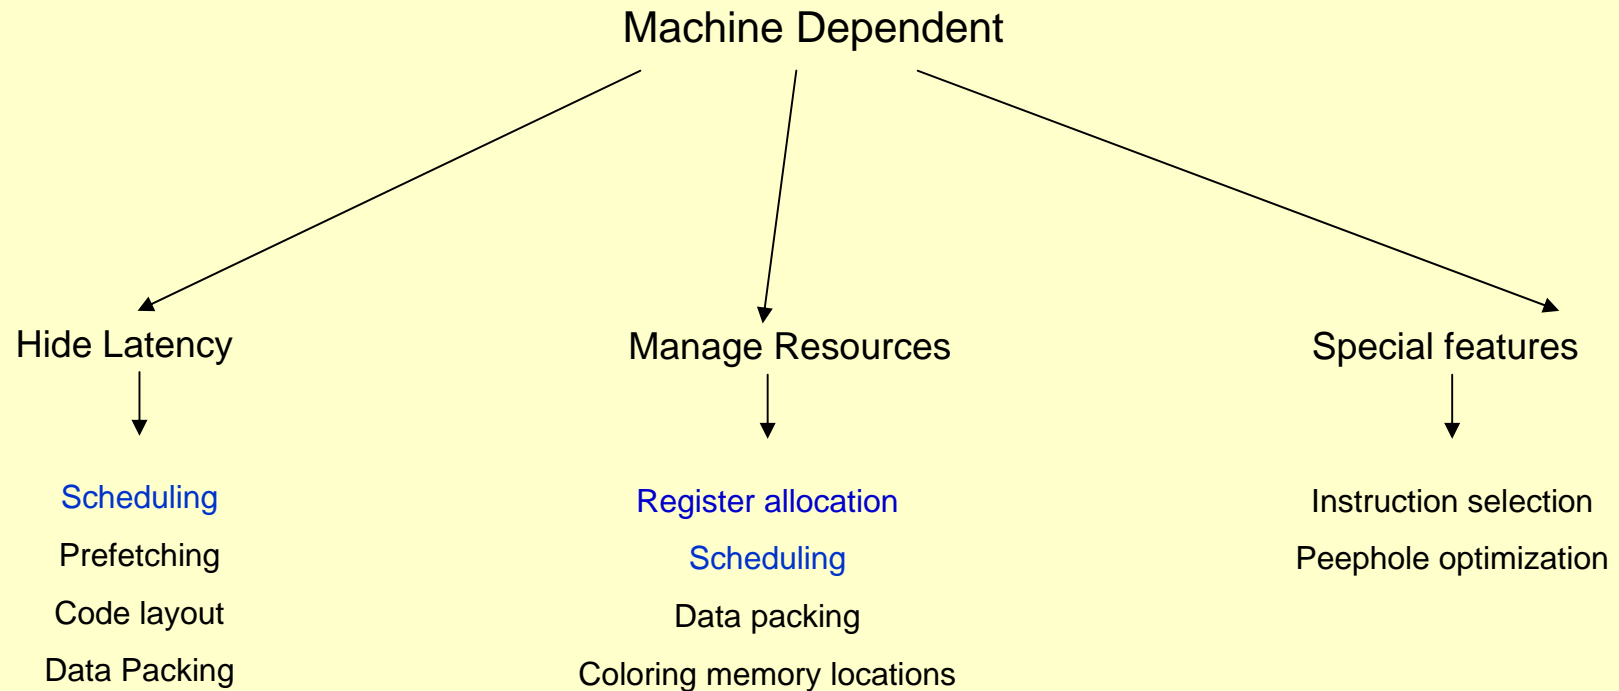 Machine Dependent
Hide Latency
Scheduling
Prefetching
Code layout
Data Packing
Manage Resources
Register allocation
Scheduling
Data packing
Coloring memory locations
Special features
Instruction selection
Peephole optimization